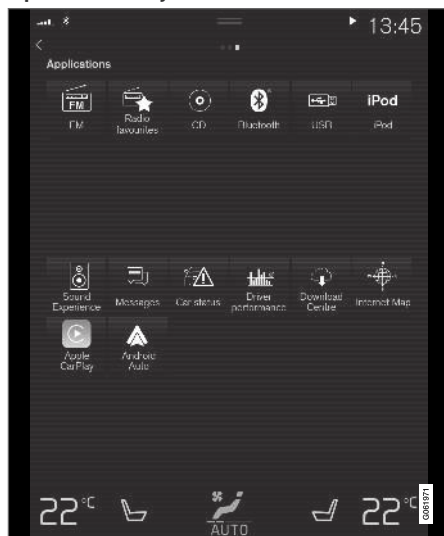 13:45
Applications
FM
iPod
FM
Radio
favourites
CD
Bluetooth
USB
iPod
Sound
Experience
Messages
Car status
Driver
performance
Download
Centre
Internet Map
Apple
CarPlay
Android
Auto
22°C
22°C
AUTO
G061971